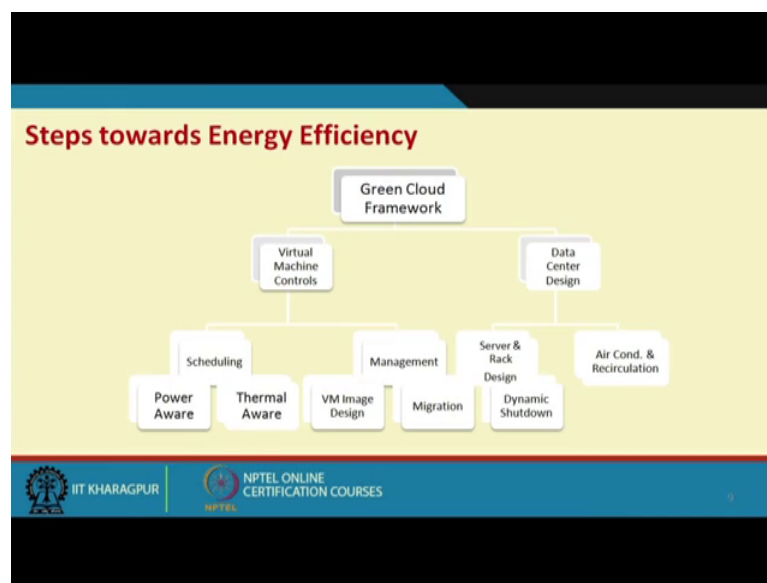 Steps towards Energy Efficiency
Green Cloud
Framework
Virtual
Machine
Controls
Data
Center
Design
Scheduling
Management
Server &
Rack
Design
Air Cond. &
Recirculation
Power
Aware
Thermal
Aware
VM Image
Design
Migration
Dynamic
Shutdown
IIT KHARAGPUR
NPTEL
NPTEL ONLINE
CERTIFICATION COURSES